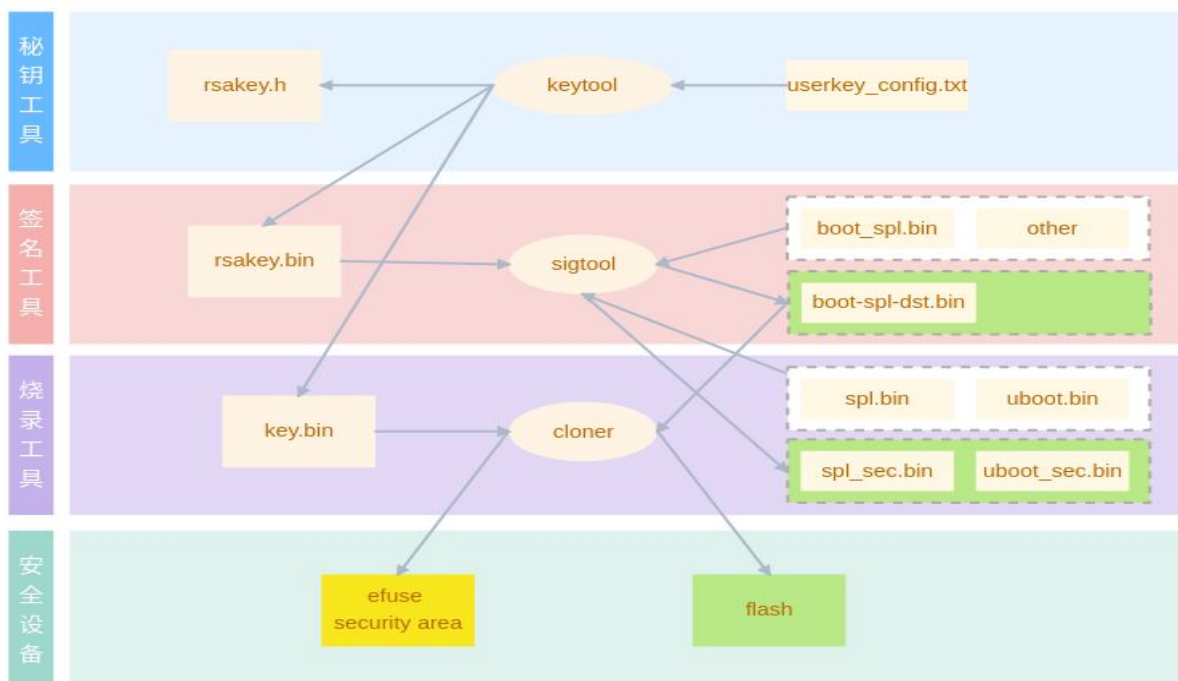 秘钥工具
rsakey.h
keytool
userkey_config.txt
签名工具
rsakey.bin
sigtool
boot_spl.bin
other
boot-spl-dst.bin
烧录工具
key.bin
cloner
spl.bin
uboot.bin
spl_sec.bin
uboot_sec.bin
安全设备
efuse
security area
flash